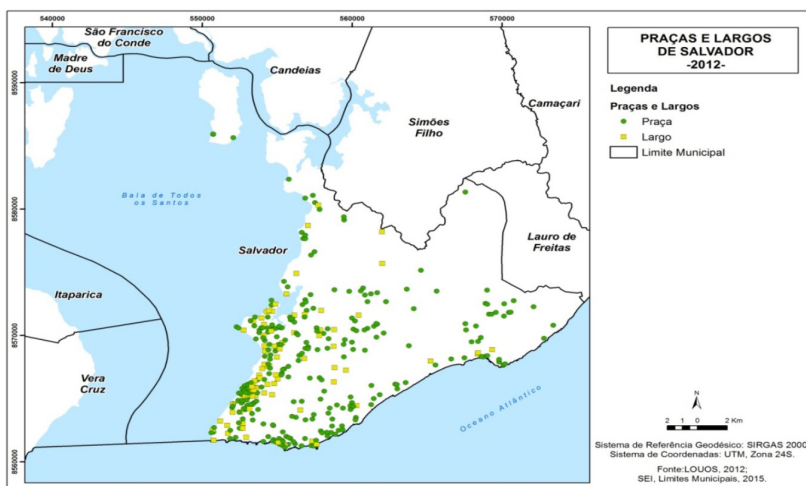 540000
550000
560000
570000
São Francisco
do Conde
Madre
de Deus
Candeias
Camaçari
Simões
Filho
8590000
Baía de Todos
os Santos
8580000
Salvador
Lauro de
Freitas
Itaparica
8570000
Vera
Cruz
Oceano Atlântico
8560000
PRAÇAS E LARGOS
DE SALVADOR
-2012-
Legenda
Praças e Largos
Praça
Largo
Limite Municipal
N
2 1 0 2 Km
Sistema de Referência Geodésico: SIRGAS 2000
Sistema de Coordenadas: UTM, Zona 24S.
Fonte:LOUOS, 2012;
SEI, Limites Municipais, 2015.